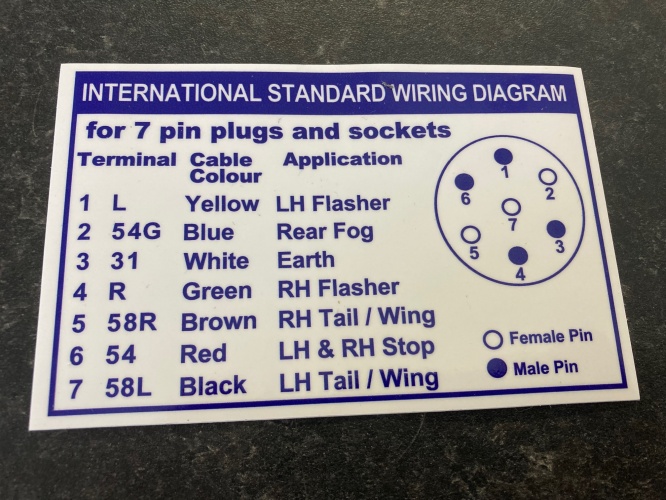 INTERNATIONAL STANDARD WIRING DIAGRAM
for 7 pin plugs and sockets
Terminal Cable Colour Application
1 L Yellow LH Flasher
2 54G Blue Rear Fog
3 31 White Earth
4 R Green RH Flasher
5 58R Brown RH Tail / Wing
6 54 Red LH & RH Stop
7 58L Black LH Tail / Wing
1
2
6
7
3
5
4
Female Pin
Male Pin